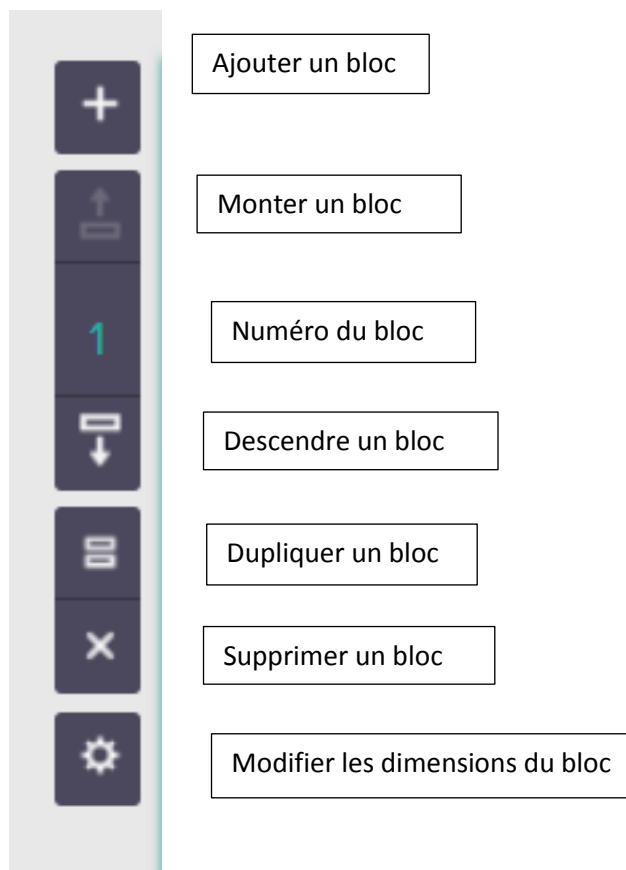 Ajouter un bloc
Monter un bloc
1
Numéro du bloc
Descendre un bloc
Dupliquer un bloc
Supprimer un bloc
Modifier les dimensions du bloc